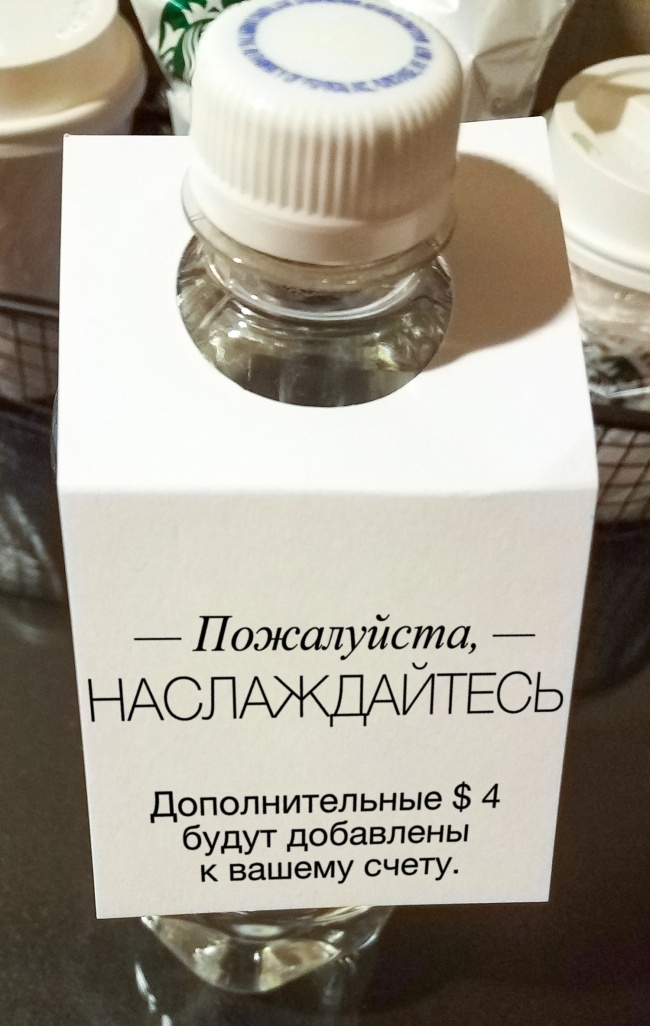 — Пожалуйста, —
НАСЛАЖДАЙТЕСЬ
Дополнительные $ 4
будут добавлены
к вашему счету.